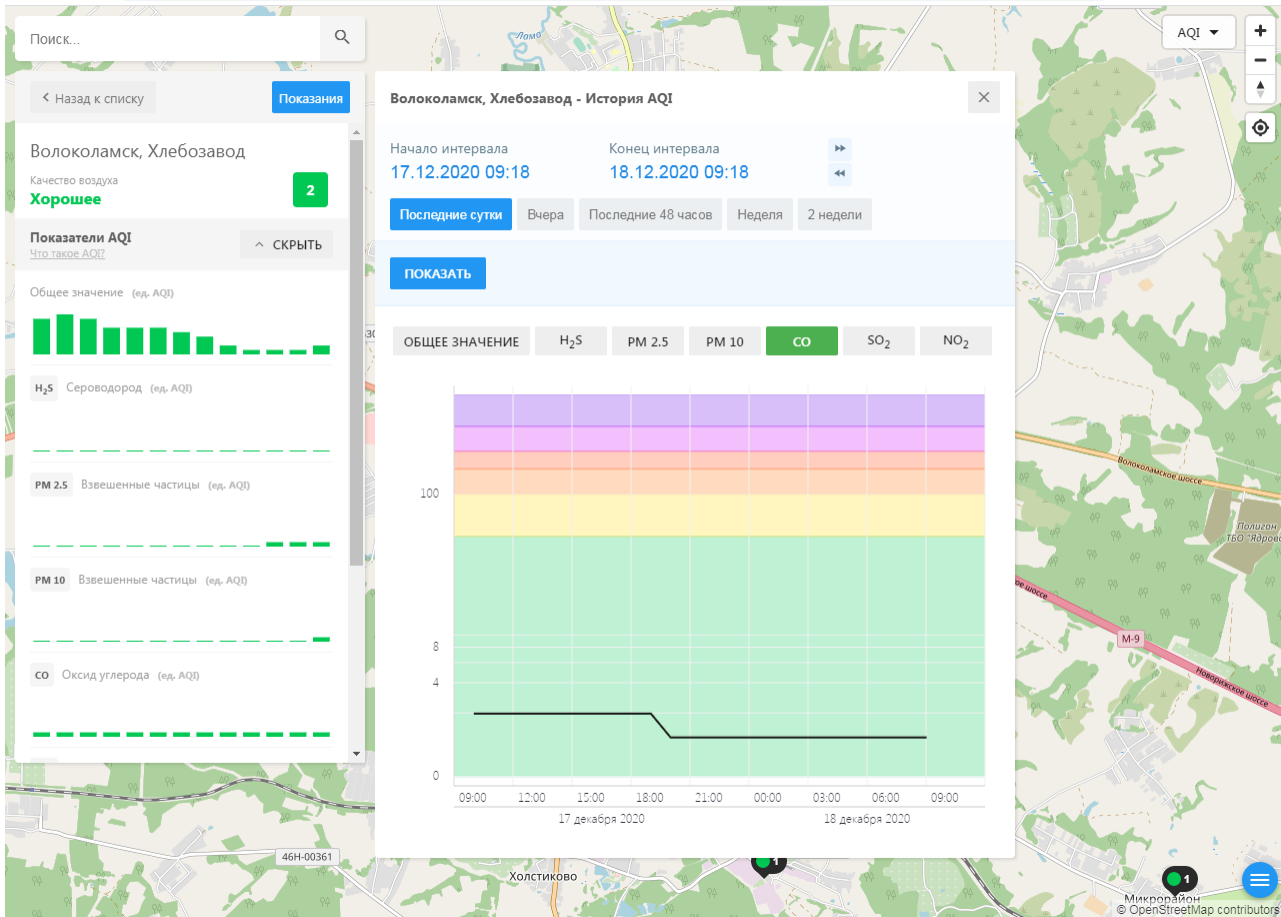 Ломо
Поиск...
AQI
Назад к списку
Показания
Волоколамск, Хлебозавод - История AQI
Волоколамск, Хлебозавод
Качество воздуха
Хорошее
2
Начало интервала
Конец интервала
17.12.2020 09:18
18.12.2020 09:18
Последние сутки
Вчера
Последние 48 часов
Неделя
2 недели
Показатели AQI
Что такое AQI?
СКРЫТЬ
ПОКАЗАТЬ
Общее значение (ед. AQI)
ОБЩЕЕ ЗНАЧЕНИЕ
H2S
PM 2.5
PM 10
CO
SO2
NO2
H2S Сероводород (ед. AQI)
PM 2.5 Взвешенные частицы (ед. AQI)
PM 10 Взвешенные частицы (ед. AQI)
CO Оксид углерода (ед. AQI)
100
8
4
0
09:00
12:00
15:00
18:00
21:00
00:00
03:00
06:00
09:00
17 декабря 2020
18 декабря 2020
Волоколамское шоссе
Полигон
ТБО "Ядрово
М-9
Новорижское шоссе
46Н-00361
1
Холстиково
1
Микрорайон
© OpenStreetMap contributors